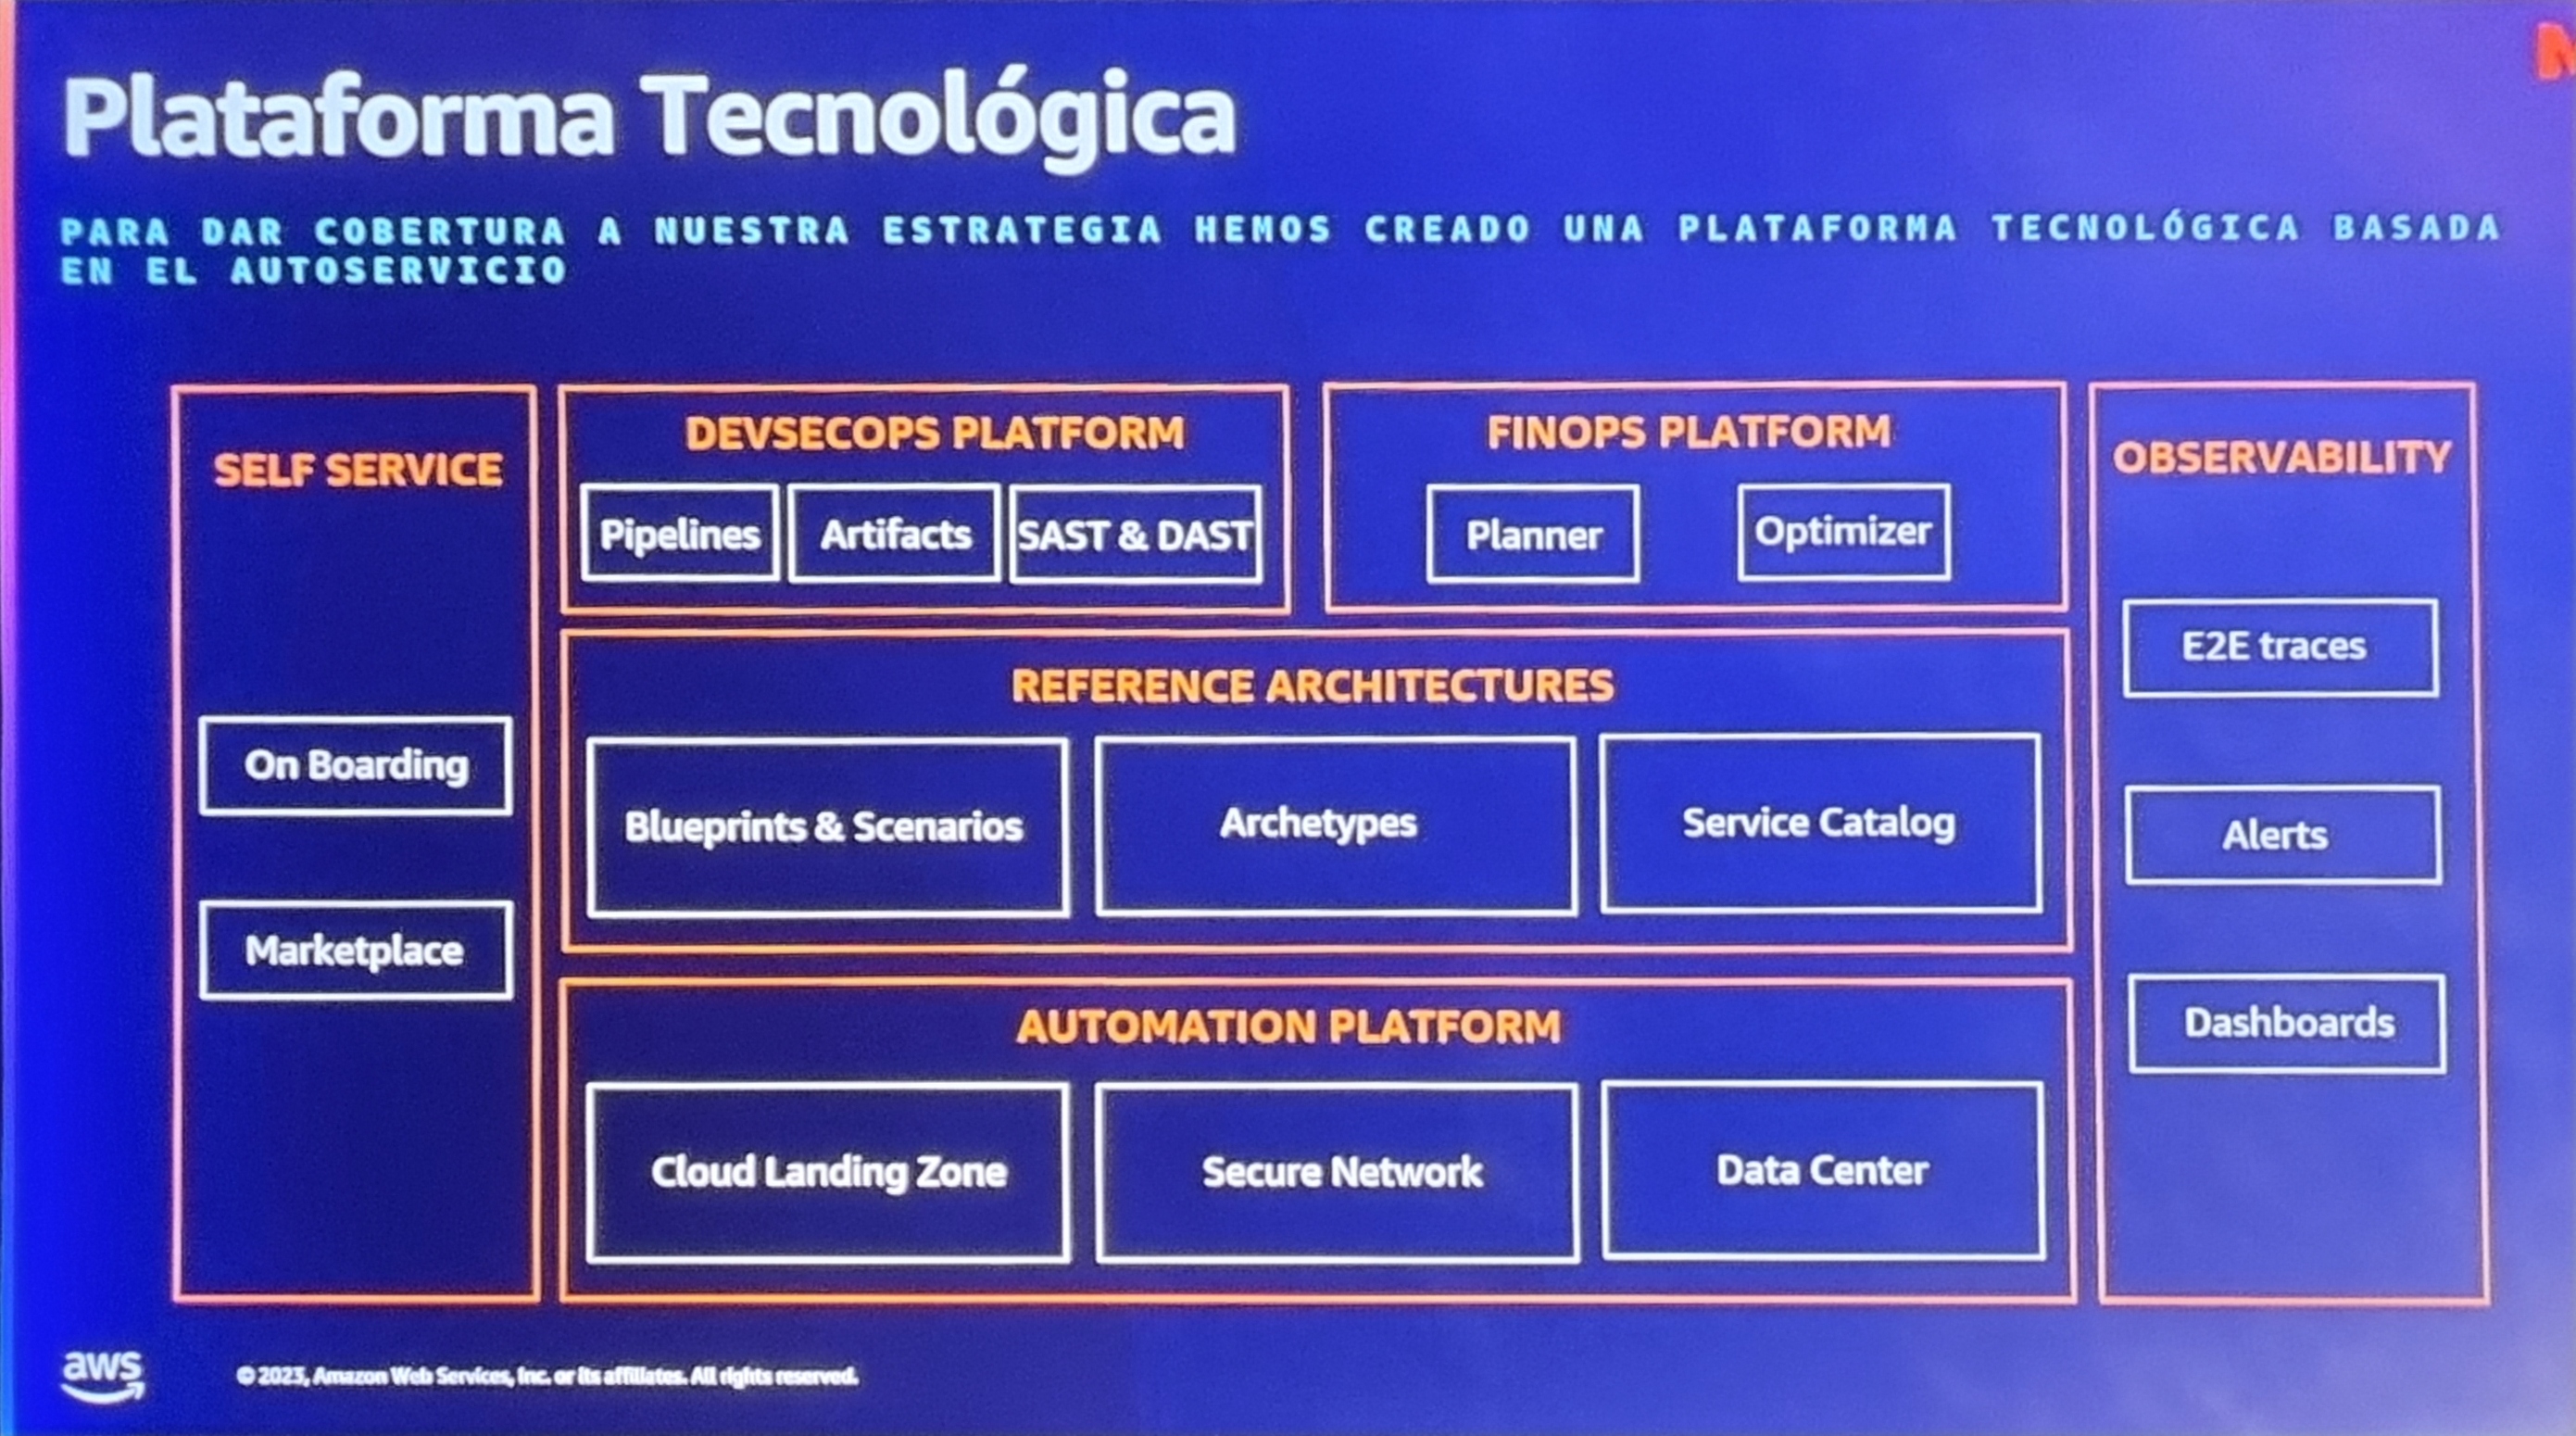 Plataforma Tecnológica
PARA DAR COBERTURA A NUESTRA ESTRATEGIA HEMOS CREADO UNA PLATAFORMA TECNOLÓGICA BASADA
EN EL AUTOSERVICIO
SELF SERVICE
On Boarding
Marketplace
DEVSECOPS PLATFORM
Pipelines
Artifacts
SAST & DAST
FINOPS PLATFORM
Planner
Optimizer
REFERENCE ARCHITECTURES
Blueprints & Scenarios
Archetypes
Service Catalog
AUTOMATION PLATFORM
Cloud Landing Zone
Secure Network
Data Center
OBSERVABILITY
E2E traces
Alerts
Dashboards
aws
© 2023, Amazon Web Services, Inc. or its affiliates. All rights reserved.